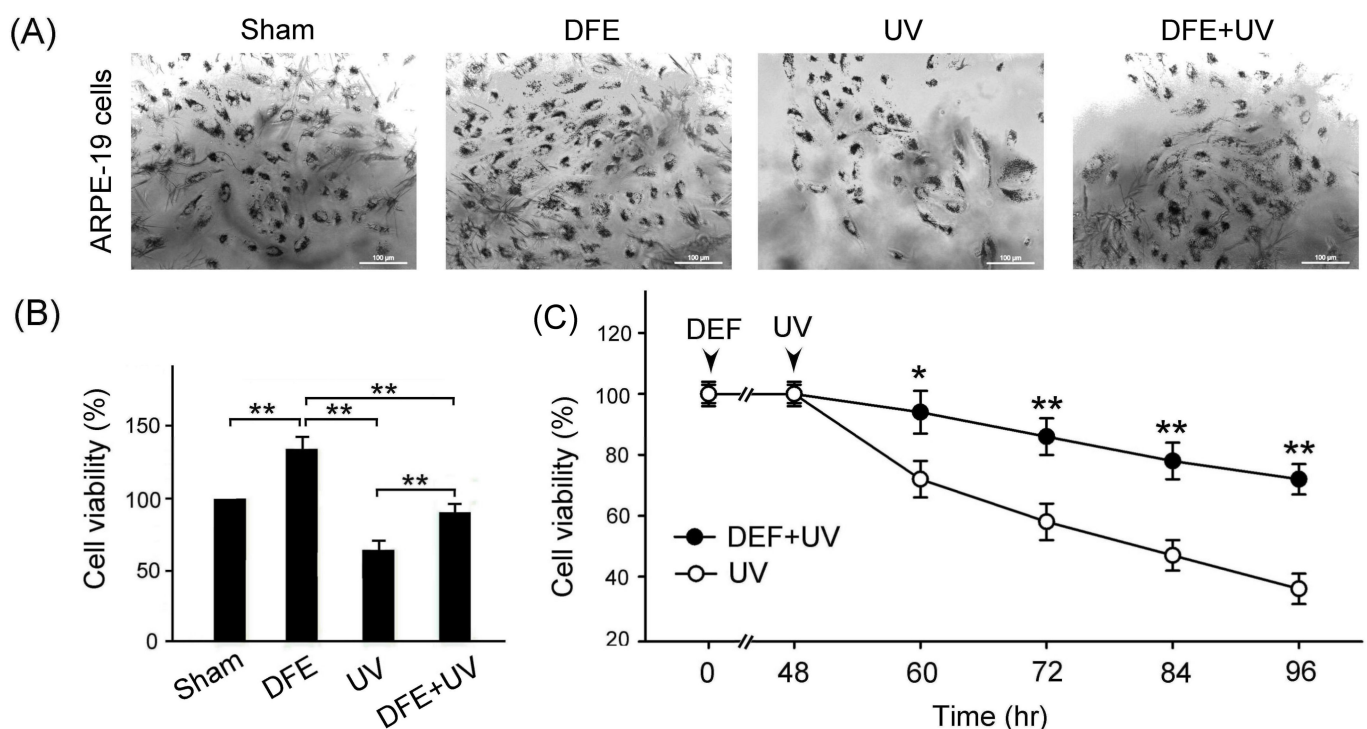 (A)
Sham
DFE
UV
DFE+UV
ARPE-19 cells
100 µm
100 µm
100 µm
100 µm
(B)
Cell viability (%)
150
100
50
0
**
**
**
**
Sham
DFE
UV
DFE+UV
(C)
Cell viability (%)
120
100
80
60
40
20
DEF
UV
*
**
**
**
DEF+UV
UV
0
48
60
72
84
96
Time (hr)